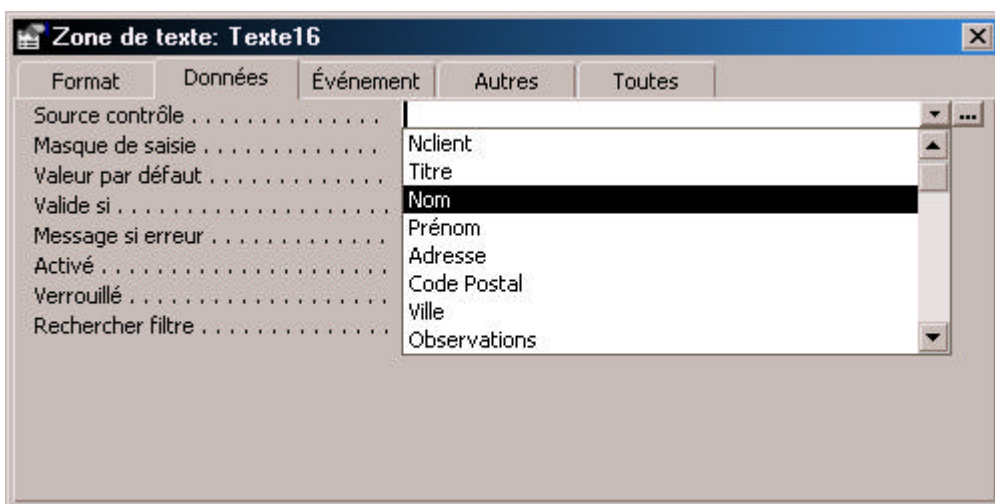 Zone de texte: Texte16
Format Données Événement Autres Toutes
Source contrôle . . . . . . . . . . . . . . .
Masque de saisie . . . . . . . . . . . . .
Valeur par défaut . . . . . . . . . . . . .
Valide si . . . . . . . . . . . . . . . . . . . .
Message si erreur . . . . . . . . . . . .
Activé . . . . . . . . . . . . . . . . . . . . .
Verrouillé . . . . . . . . . . . . . . . . . . .
Rechercher filtre . . . . . . . . . . . . . .
Nclient
Titre
Nom
Prénom
Adresse
Code Postal
Ville
Observations